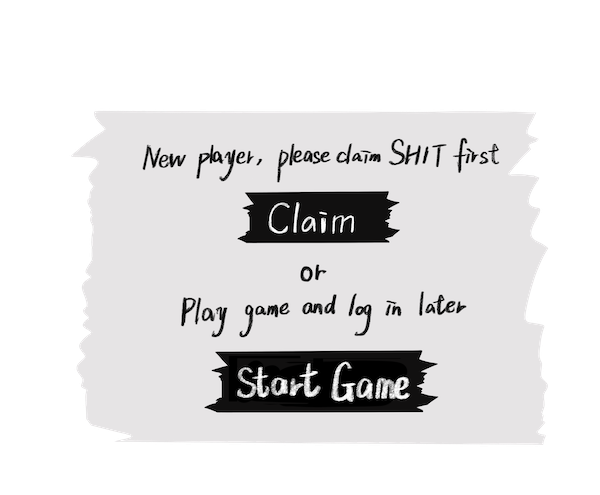 New player, please claim SHIT first
Claim
or
Play game and log in later
Start Game